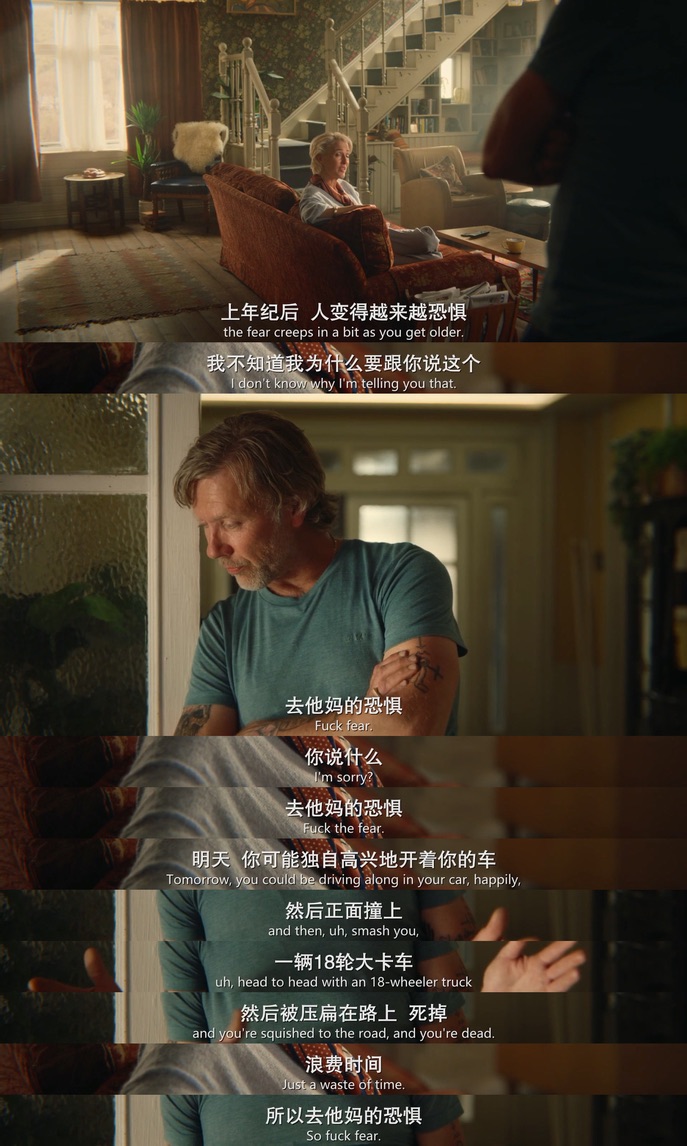 上年纪后 人变得越来越恐惧
the fear creeps in a bit as you get older.
我不知道我为什么要跟你说这个
I don't know why I'm telling you that.
去他妈的恐惧
Fuck fear.
你说什么
I'm sorry?
去他妈的恐惧
Fuck the fear.
明天 你可能独自高兴地开着你的车
Tomorrow, you could be driving along in your car, happily,
然后正面撞上
and then, uh, smash you,
一辆18轮大卡车
uh, head to head with an 18-wheeler truck
然后被压扁在路上 死掉
and you're squished to the road, and you're dead.
浪费时间
Just a waste of time.
所以去他妈的恐惧
So fuck fear.